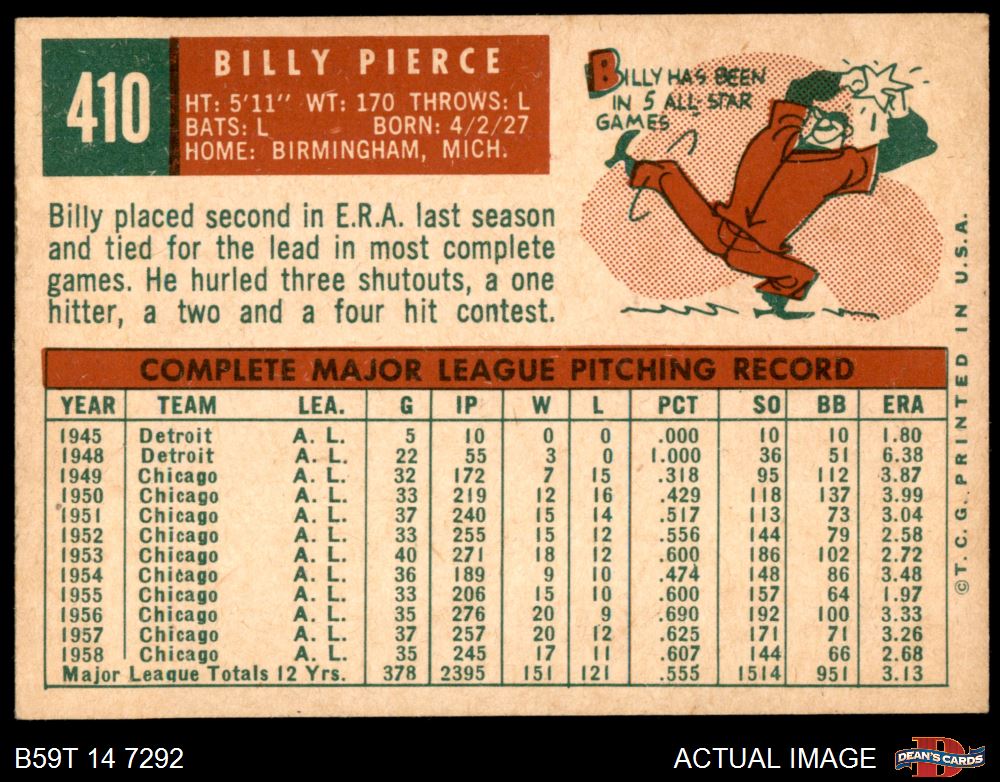 410
BILLY PIERCE
HT: 5'11" WT: 170 THROWS: L
BATS: L BORN: 4/2/27
HOME: BIRMINGHAM, MICH.
BILLY HAS BEEN
IN 5 ALL STAR
GAMES
Billy placed second in E.R.A. last season
and tied for the lead in most complete
games. He hurled three shutouts, a one
hitter, a two and a four hit contest.
COMPLETE MAJOR LEAGUE PITCHING RECORD
YEAR TEAM LEA. G IP W L PCT SO BB ERA
1945 Detroit A. L. 5 10 0 0 .000 10 10 1.80
1948 Detroit A. L. 22 55 3 0 1.000 36 51 6.38
1949 Chicago A. L. 32 172 7 15 .318 95 112 3.87
1950 Chicago A. L. 33 219 12 16 .429 118 137 3.99
1951 Chicago A. L. 37 240 15 14 .517 113 73 3.04
1952 Chicago A. L. 33 255 15 12 .556 144 79 2.58
1953 Chicago A. L. 40 271 18 12 .600 186 102 2.72
1954 Chicago A. L. 36 189 9 10 .474 148 86 3.48
1955 Chicago A. L. 33 206 15 10 .600 157 64 1.97
1956 Chicago A. L. 35 276 20 9 .690 192 100 3.33
1957 Chicago A. L. 37 257 20 12 .625 171 71 3.26
1958 Chicago A. L. 35 245 17 11 .607 144 66 2.68
Major League Totals 12 Yrs. 378 2395 151 121 .555 1514 951 3.13
© T. C. G. PRINTED IN U.S.A.
B59T 14 7292
ACTUAL IMAGE
D
DEAN'S CARDS